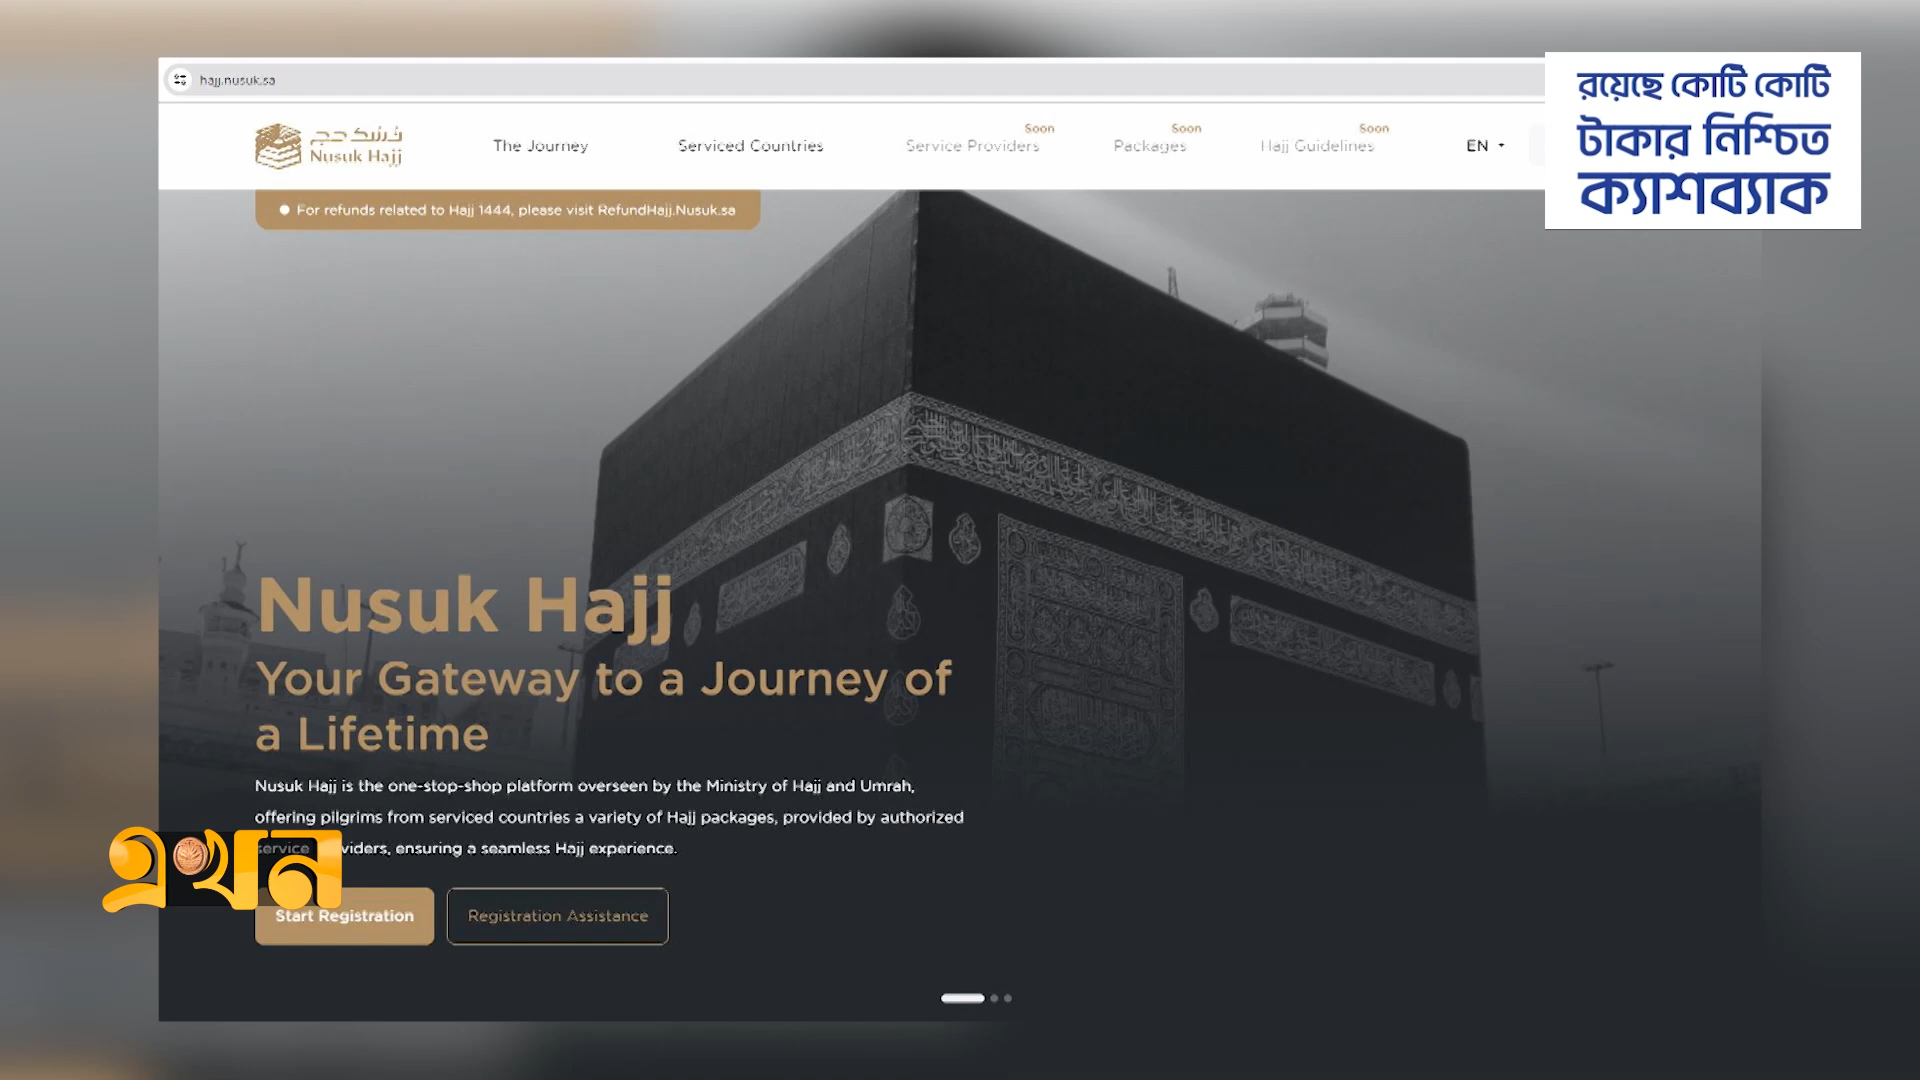 hajj.nusuk.sa
রয়েছে কোটি কোটি
টাকার নিশ্চিত
ক্যাশব্যাক
نسك حج
Nusuk Hajj
The Journey
Serviced Countries
Soon
Service Providers
Soon
Packages
Soon
Hajj Guidelines
EN
For refunds related to Hajj 1444, please visit RefundHajj.Nusuk.sa
Nusuk Hajj
Your Gateway to a Journey of
a Lifetime
Nusuk Hajj is the one-stop-shop platform overseen by the Ministry of Hajj and Umrah,
offering pilgrims from serviced countries a variety of Hajj packages, provided by authorized
service viders, ensuring a seamless Hajj experience.
এখন
Start Registration
Registration Assistance